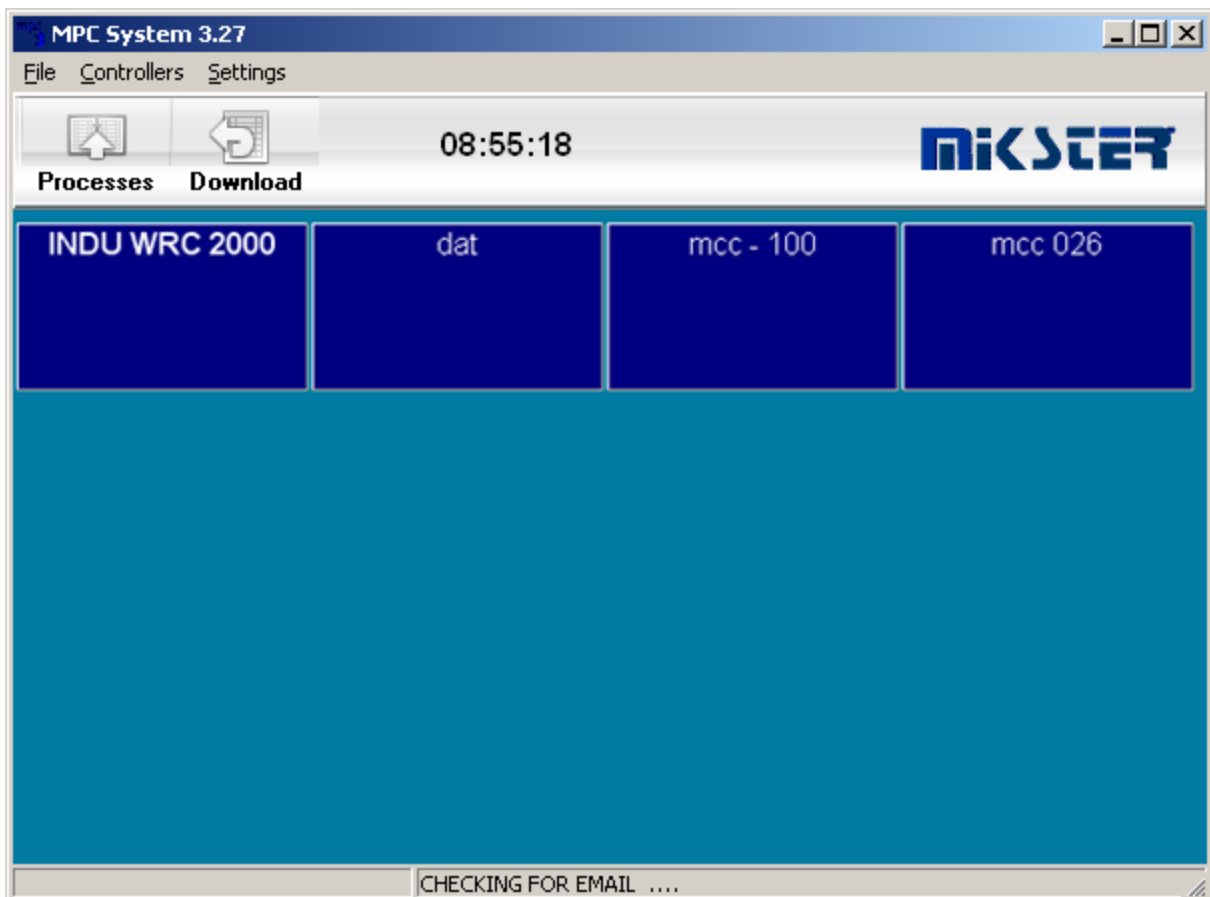 MPC System 3.27
File Controllers Settings
Processes Download 08:55:18 MiKSTER
INDU WRC 2000 dat mcc - 100 mcc 026
CHECKING FOR EMAIL ....